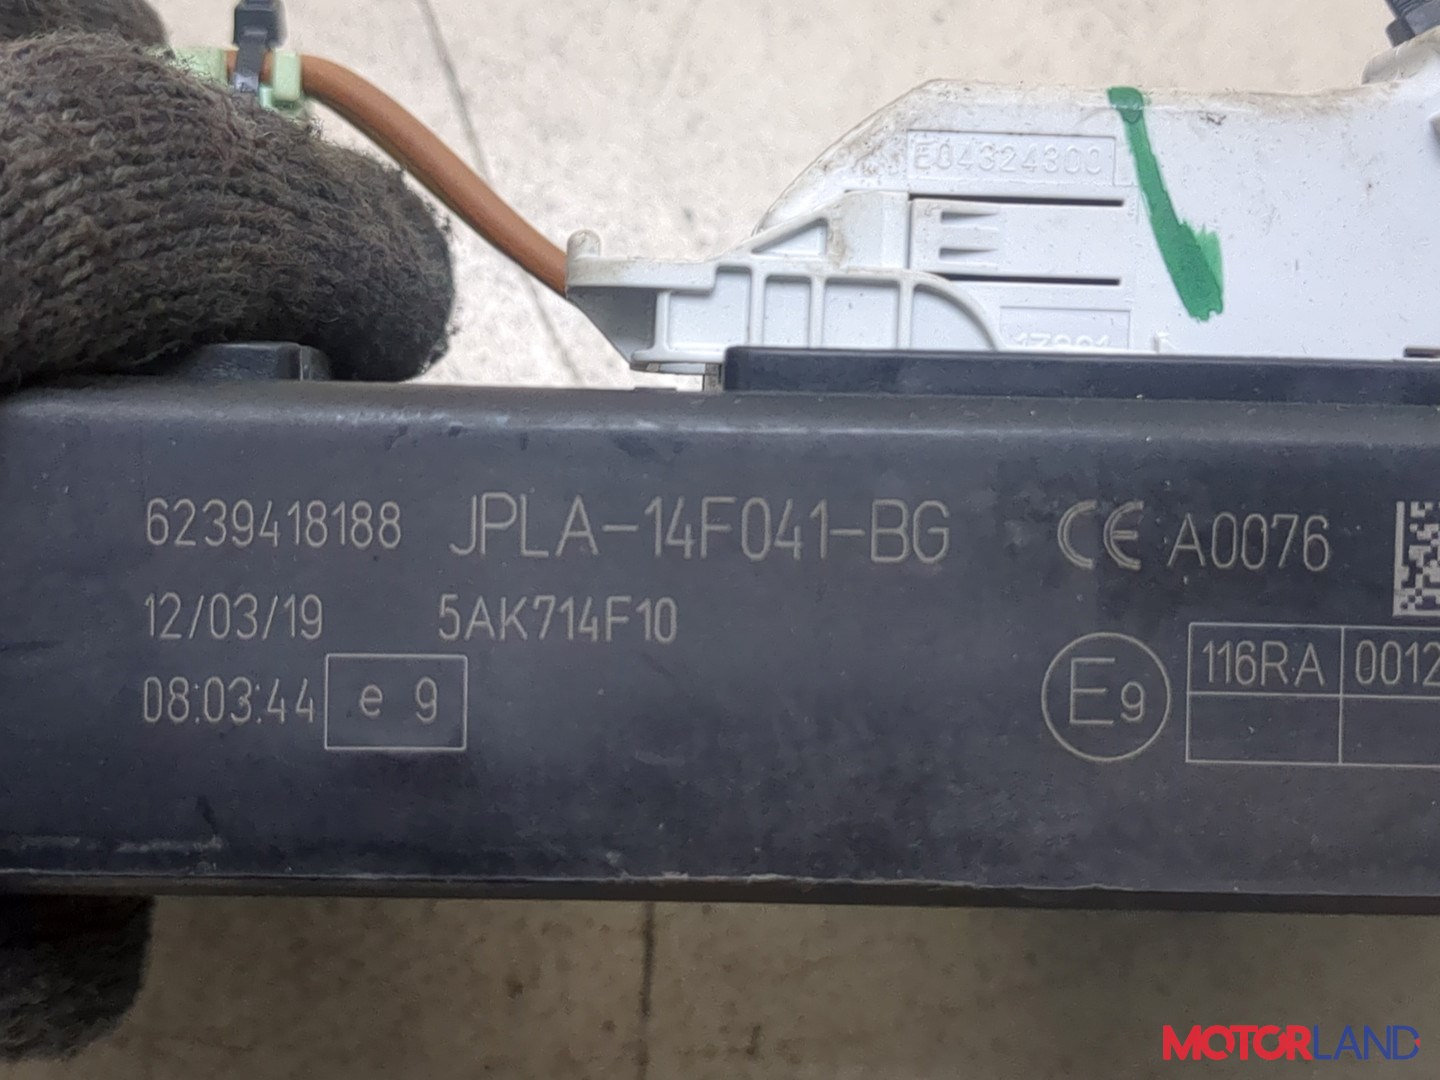 E04324300
6239418188 JPLA-14F041-BG CE A0076
12/03/19 5AK714F10
08:03:44 e 9
E9 116RA 0012
MOTORLAND